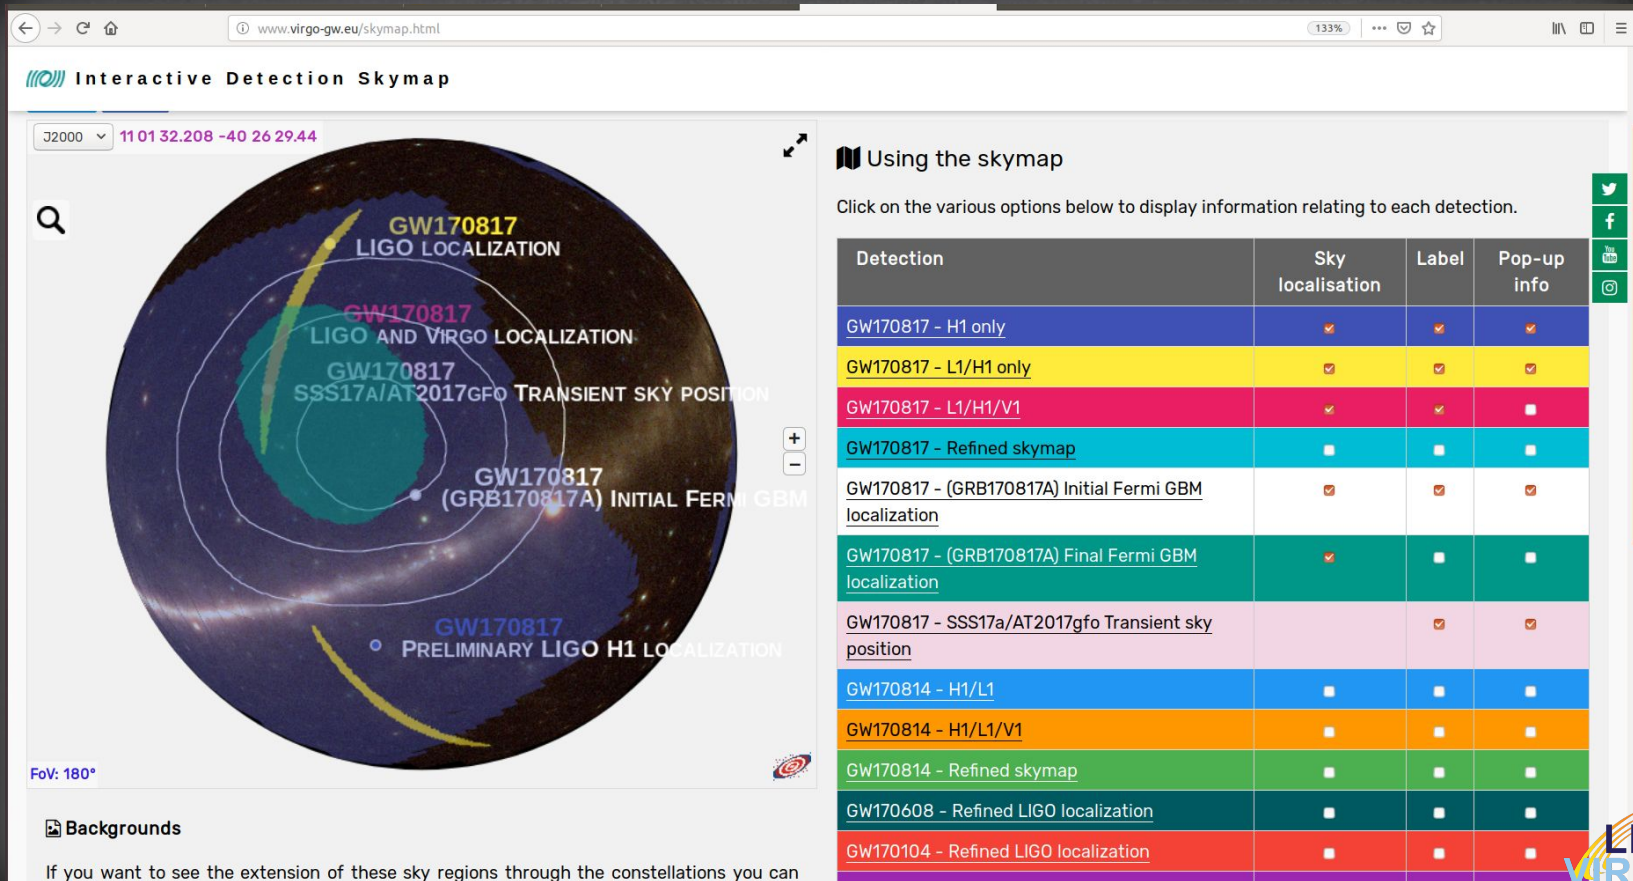 www.virgo-gw.eu/skymap.html
133%
Interactive Detection Skymap
J2000
11 01 32.208 -40 26 29.44
GW170817
LIGO LOCALIZATION
GW170817
LIGO AND VIRGO LOCALIZATION
GW170817
SSS17A/AT2017GFO TRANSIENT SKY POSITION
GW170817
(GRB170817A) INITIAL FERMI GBM
GW170817
PRELIMINARY LIGO H1 LOCALIZATION
+
−
FoV: 180°
Backgrounds
If you want to see the extension of these sky regions through the constellations you can
Using the skymap
Click on the various options below to display information relating to each detection.
Detection
Sky
localisation
Label
Pop-up
info
GW170817 - H1 only
GW170817 - L1/H1 only
GW170817 - L1/H1/V1
GW170817 - Refined skymap
GW170817 - (GRB170817A) Initial Fermi GBM
localization
GW170817 - (GRB170817A) Final Fermi GBM
localization
GW170817 - SSS17a/AT2017gfo Transient sky
position
GW170814 - H1/L1
GW170814 - H1/L1/V1
GW170814 - Refined skymap
GW170608 - Refined LIGO localization
GW170104 - Refined LIGO localization
You
Tube